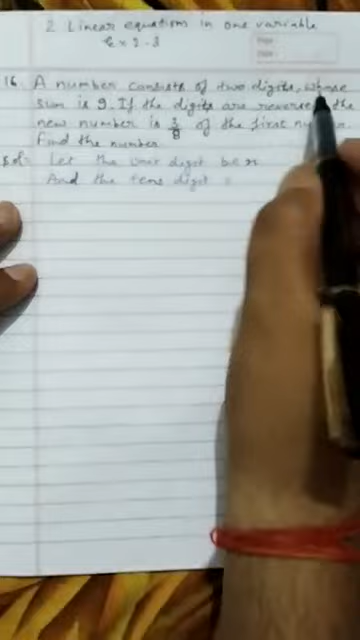 2 Linear equation in one variable
Ex 2.3
16 A number consists of two digits, whose
sum is 9. If the digits are reversed the
new number is 3/8 of the first number.
Find the number
Sol= Let the unit digit be x
And the tens digit =